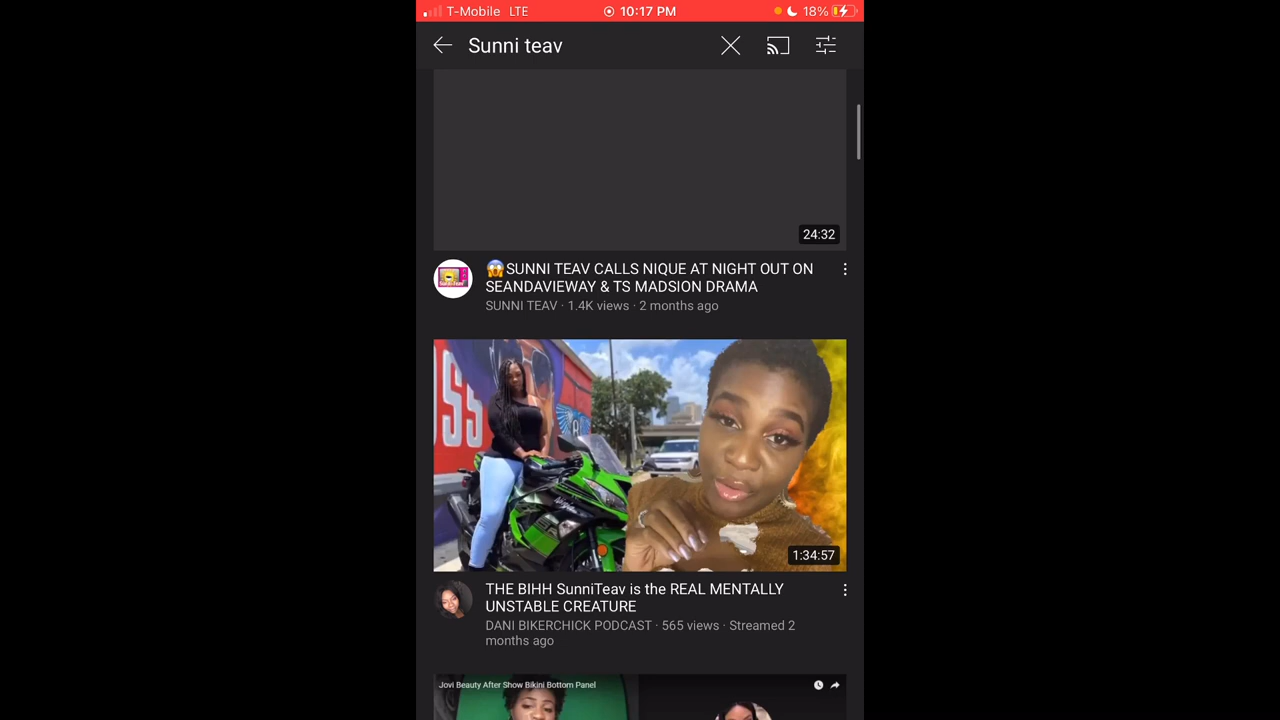 T-Mobile LTE 10:17 PM 18%
Sunni teav
24:32
😱SUNNI TEAV CALLS NIQUE AT NIGHT OUT ON
SEANDAVIEWAY & TS MADSION DRAMA
SUNNI TEAV · 1.4K views · 2 months ago
OSS
1:34:57
THE BIHH SunniTeav is the REAL MENTALLY
UNSTABLE CREATURE
DANI BIKERCHICK PODCAST · 565 views · Streamed 2
months ago
Jovi Beauty After Show Bikini Bottom Panel